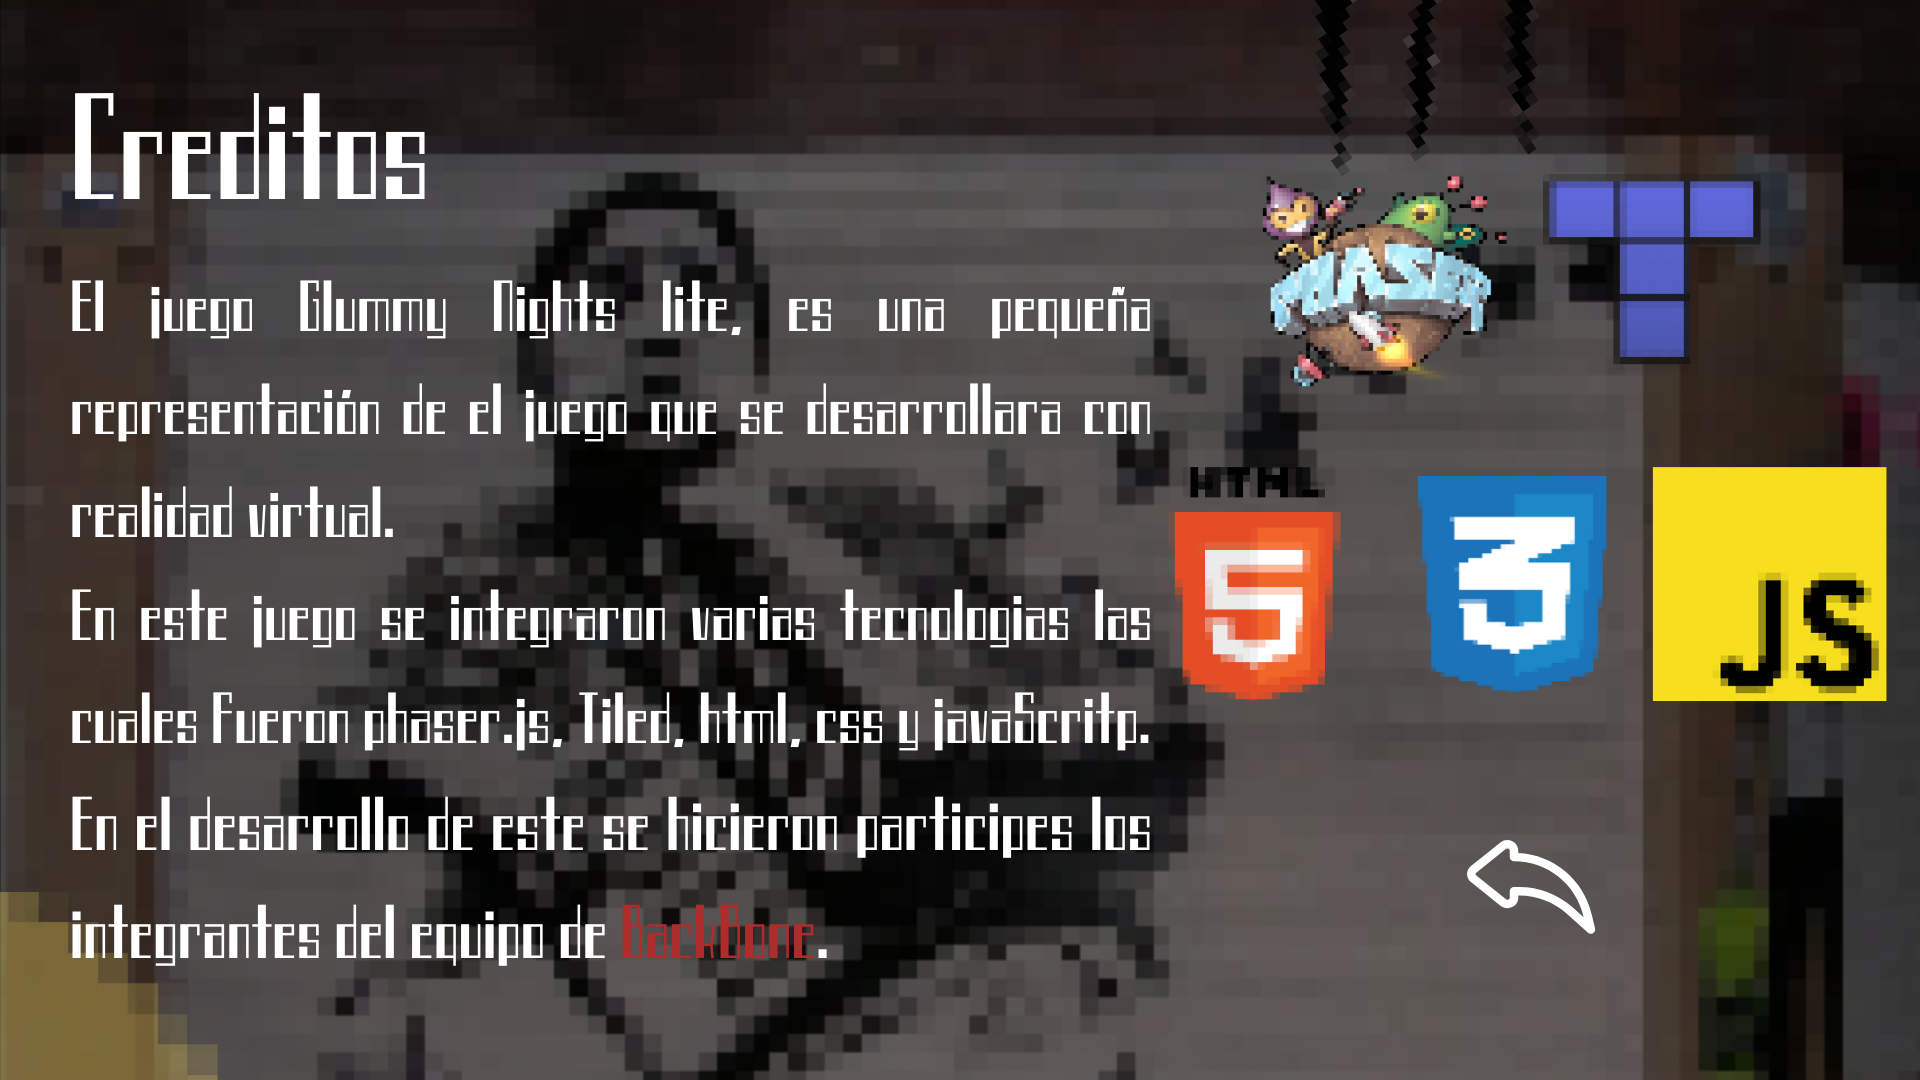 Creditos
El juego Glummy Nights lite, es una pequeña
representación de el juego que se desarrollara con
realidad virtual.
En este juego se integraron varias tecnologias las
cuales Fueron phaser.js, Tiled, html, css y javaScritp.
En el desarrollo de este se hicieron participes los
integrantes del equipo de BackBone.
HTML
5
3
JS